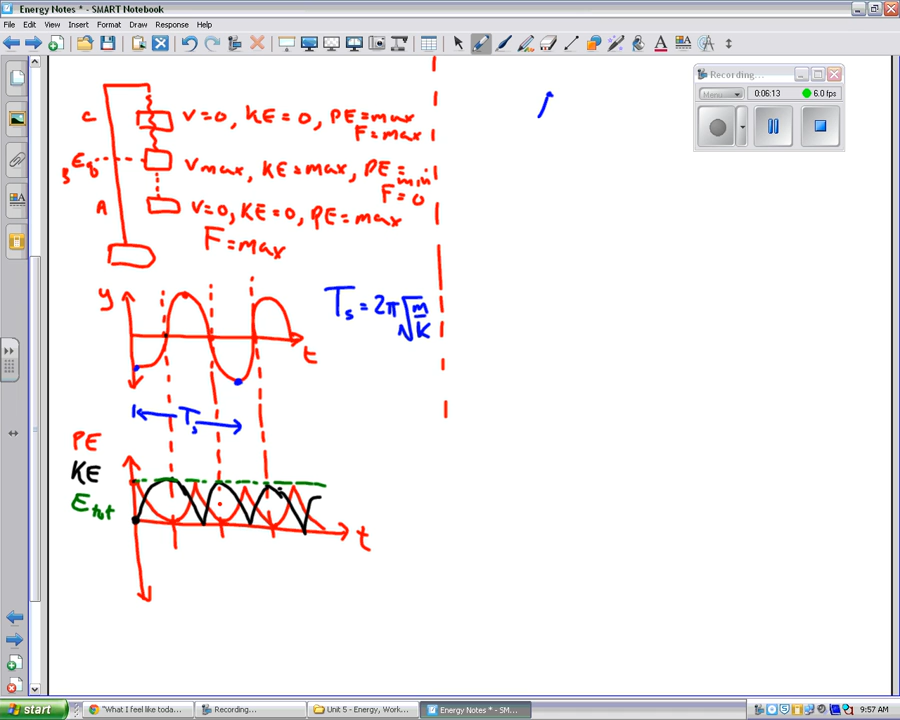 Energy Notes * - SMART Notebook
File Edit View Insert Format Draw Response Help
Recording...
Menu
0:06:13
6.0 fps
C
V=0, KE=0, PE=max
F=max
B Eq
Vmax, KE=max, PE=min
F=0
A
V=0, KE=0, PE=max
F=max
y
t
Ts = 2π√m/K
Ts
PE
KE
Etot
t
start
"What I feel like toda...
Recording...
Unit 5 - Energy, Work...
Energy Notes * - SM...
9:57 AM